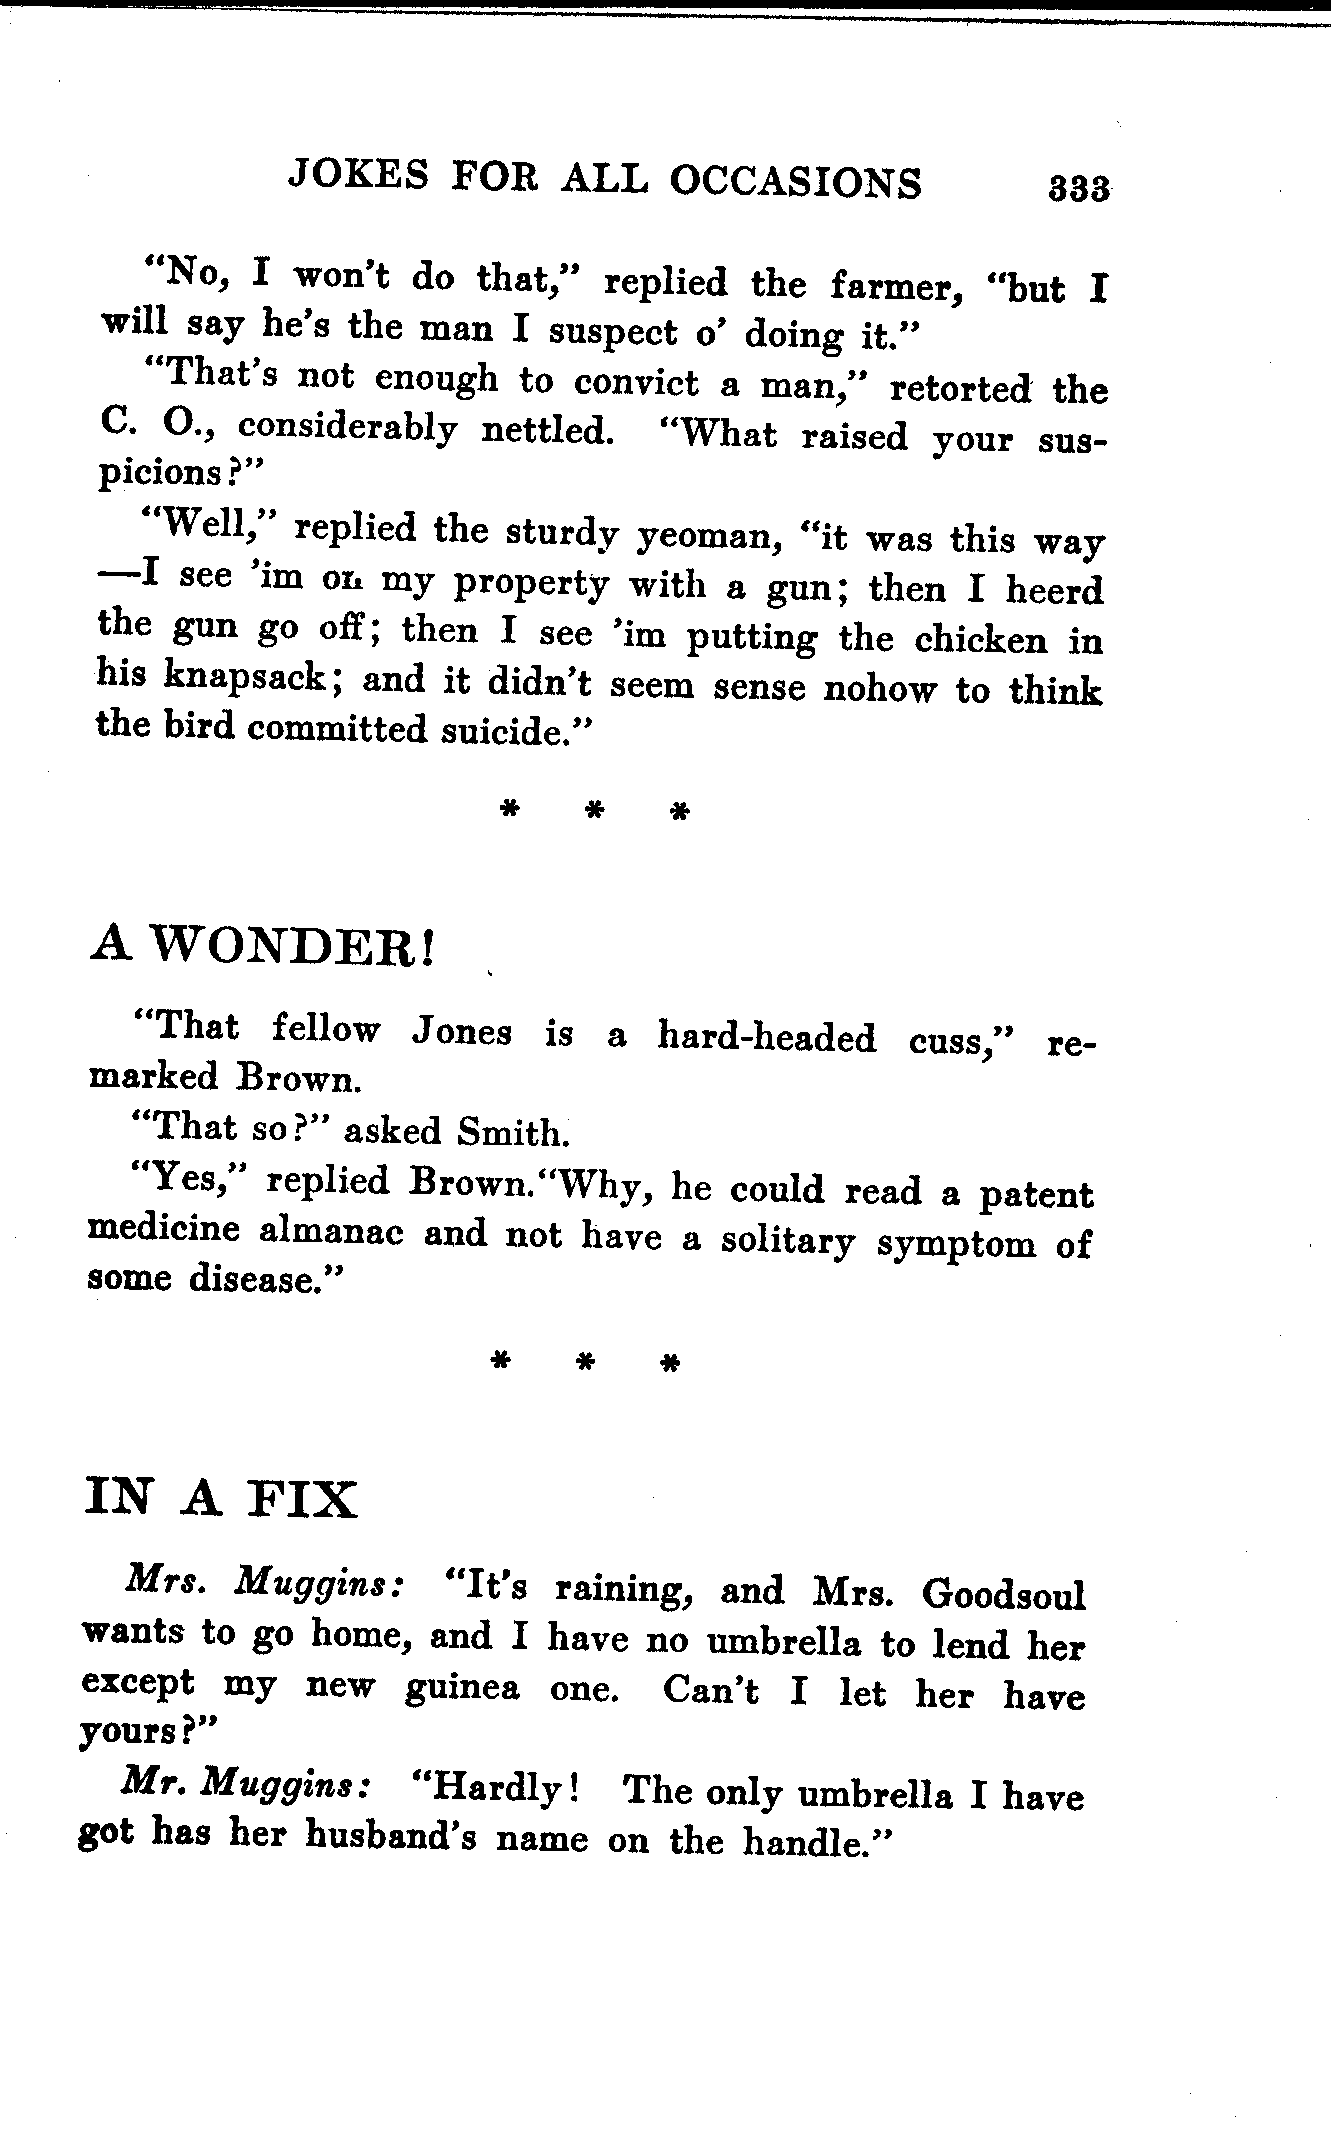 JOKES FOR ALL OCCASIONS 333
“No, I won’t do that,” replied the farmer, “but I
will say he’s the man I suspect o’ doing it.”
“That’s not enough to convict a man,” retorted the
C. O., considerably nettled. “What raised your sus-
picions?”
“Well,” replied the sturdy yeoman, “it was this way
—I see ’im on my property with a gun; then I heerd
the gun go off; then I see ’im putting the chicken in
his knapsack; and it didn’t seem sense nohow to think
the bird committed suicide.”
* * *
A WONDER!
“That fellow Jones is a hard-headed cuss,” re-
marked Brown.
“That so?” asked Smith.
“Yes,” replied Brown.“Why, he could read a patent
medicine almanac and not have a solitary symptom of
some disease.”
* * *
IN A FIX
Mrs. Muggins: “It’s raining, and Mrs. Goodsoul
wants to go home, and I have no umbrella to lend her
except my new guinea one. Can’t I let her have
yours?”
Mr. Muggins: “Hardly! The only umbrella I have
got has her husband’s name on the handle.”